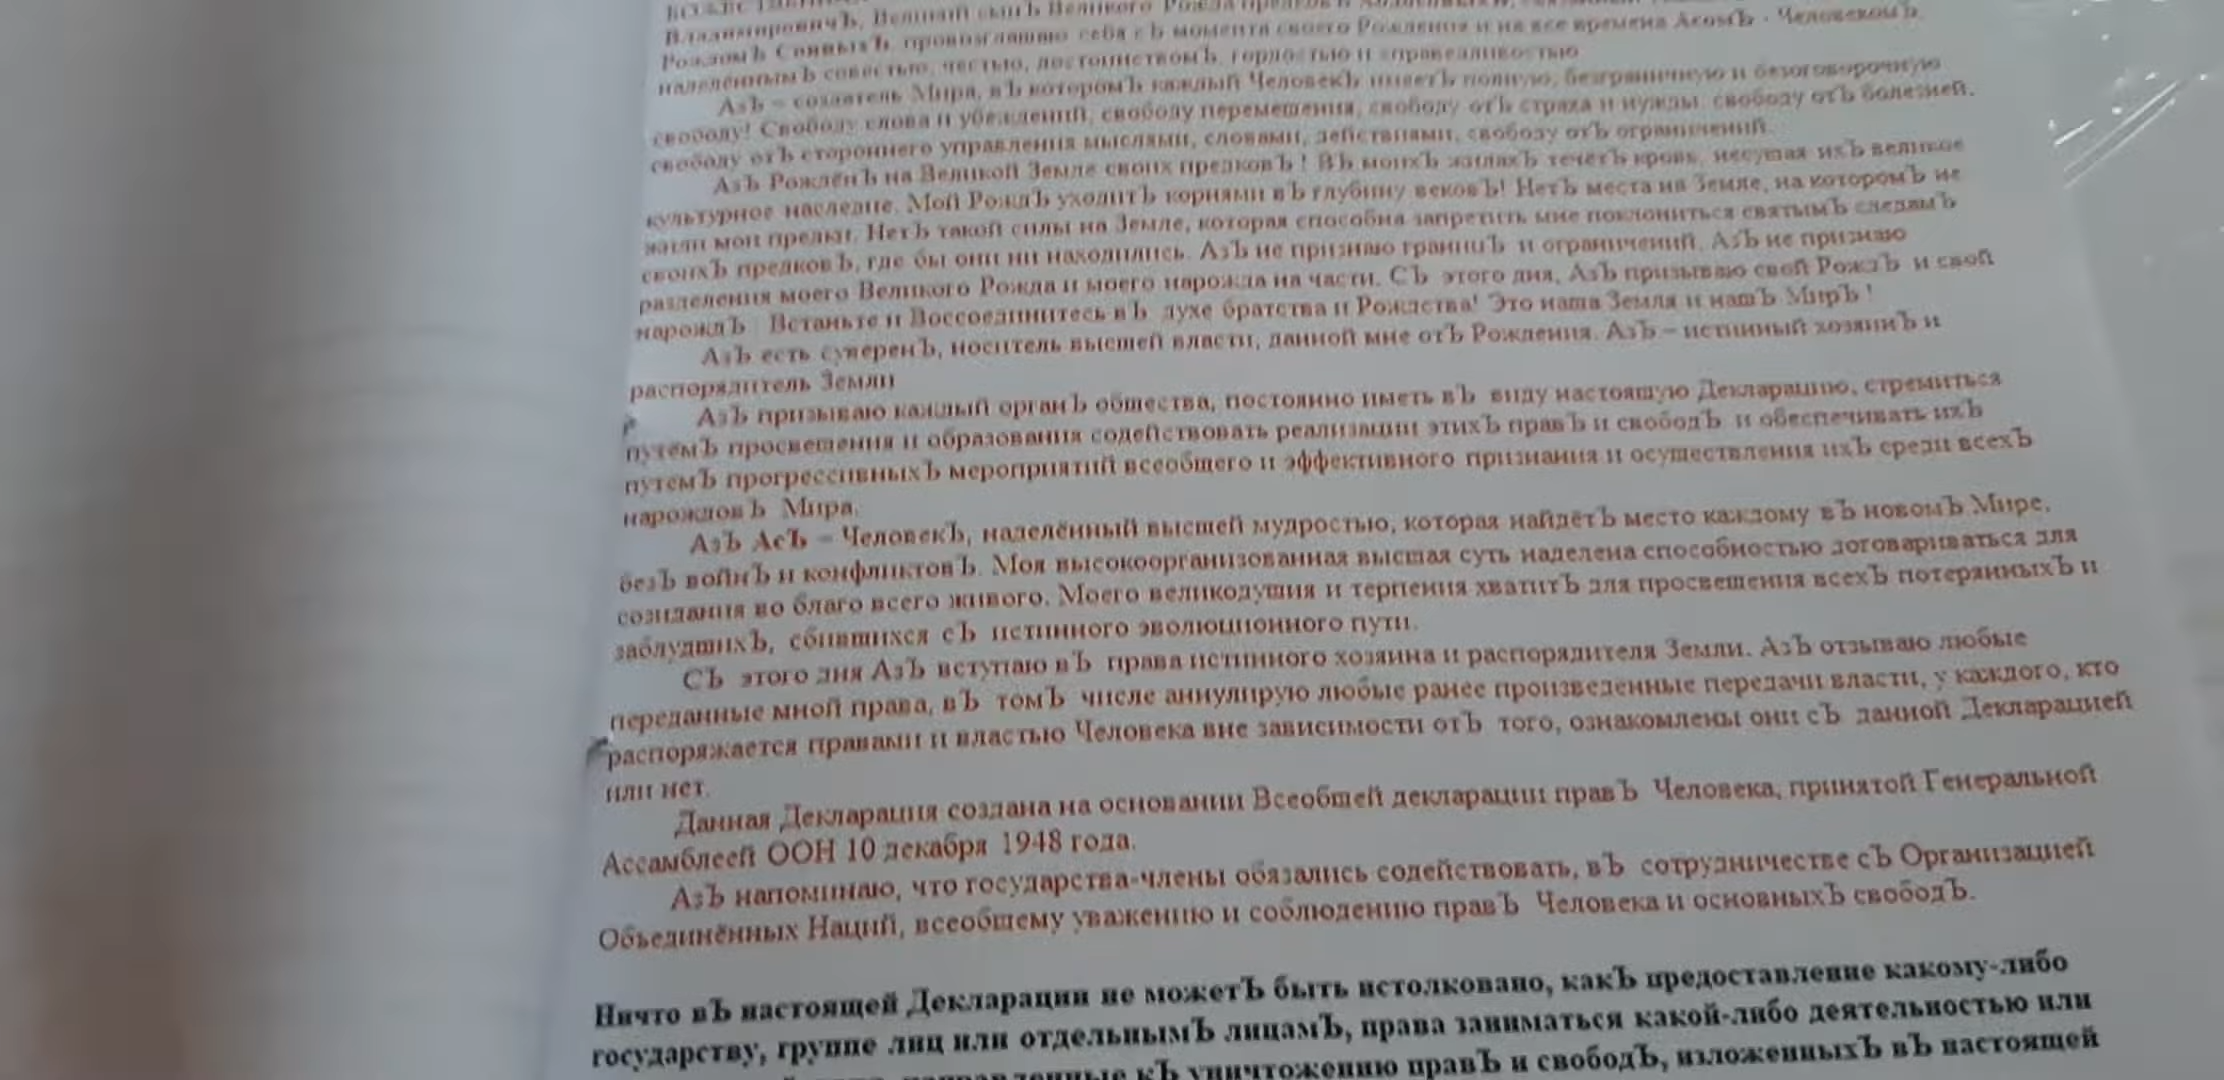 ВладимировичЪ, Великий сынЪ Великого Рожда предков и
РождомЪ СонныхЪ, провозглашаю себя сЪ момента своего Рождения и на все времена АсомЪ - ЧеловекомЪ,
наделённымЪ совестью, честью, достоинствомЪ, гордостью и справедливостью
АзЪ – создатель Мира, вЪ которомЪ каждый ЧеловекЪ имеетЪ полную, безграничную и безоговорочную
свободу! Свободу слова и убеждений, свободу перемещения, свободу отЪ страха и нужды, свободу отЪ болезней,
свободу отЪ стороннего управления мыслями, словами, действиями, свободу отЪ ограничений.
АзЪ РождёнЪ на Великой Земле своих предковЪ! ВЪ моихЪ жилахЪ течетЪ кровь, несущая ихЪ великое
культурное наследие. Мой РождЪ уходитЪ корнями вЪ глубину вековЪ! НетЪ места на Земле, на которомЪ не
жили мои предки. НетЪ такой силы на Земле, которая способна запретить мне поклониться святымЪ следамЪ
своихЪ предковЪ, где бы они ни находились. АзЪ не признаю границЪ и ограничений. АзЪ не признаю
разделения моего Великого Рожда и моего нарожда на части. СЪ этого дня, АзЪ призываю свой РождЪ и свой
нарождЪ: Встаньте и Воссоединитесь вЪ духе братства и Рождства! Это наша Земля и нашЪ МирЪ!
АзЪ есть суверенЪ, носитель высшей власти, данной мне отЪ Рождения. АзЪ – истинный хозяинЪ и
распорядитель Земли
АзЪ призываю каждый органЪ общества, постоянно иметь вЪ виду настоящую Декларацию, стремиться
путёмЪ просвещения и образования содействовать реализации этихЪ правЪ и свободЪ и обеспечивать ихЪ
путемЪ прогрессивныхЪ мероприятий всеобщего и эффективного признания и осуществления ихЪ среди всехЪ
нарождовЪ Мира.
АзЪ АсЪ – ЧеловекЪ, наделённый высшей мудростью, которая найдётЪ место каждому вЪ новомЪ Мире,
безЪ войнЪ и конфликтовЪ. Моя высокоорганизованная высшая суть наделена способностью договариваться для
созидания во благо всего живого. Моего великодушия и терпения хватитЪ для просвещения всехЪ потерянныхЪ и
заблудшихЪ, сбившихся сЪ истинного эволюционного пути.
СЪ этого дня АзЪ вступаю вЪ права истинного хозяина и распорядителя Земли. АзЪ отзываю любые
переданные мной права, вЪ томЪ числе аннулирую любые ранее произведенные передачи власти, у каждого, кто
распоряжается правами и властью Человека вне зависимости отЪ того, ознакомлены они сЪ данной Декларацией
или нет.
Данная Декларация создана на основании Всеобщей декларации правЪ Человека, принятой Генеральной
Ассамблеей ООН 10 декабря 1948 года.
АзЪ напоминаю, что государства-члены обязались содействовать, вЪ сотрудничестве сЪ Организацией
Объединённых Наций, всеобщему уважению и соблюдению правЪ Человека и основныхЪ свободЪ.
Ничто вЪ настоящей Декларации не можетЪ быть истолковано, какЪ предоставление какому-либо
государству, группе лиц или отдельнымЪ лицамЪ, права заниматься какой-либо деятельностью или
кЪ уничтожению правЪ и свободЪ, изложенныхЪ вЪ настоящей